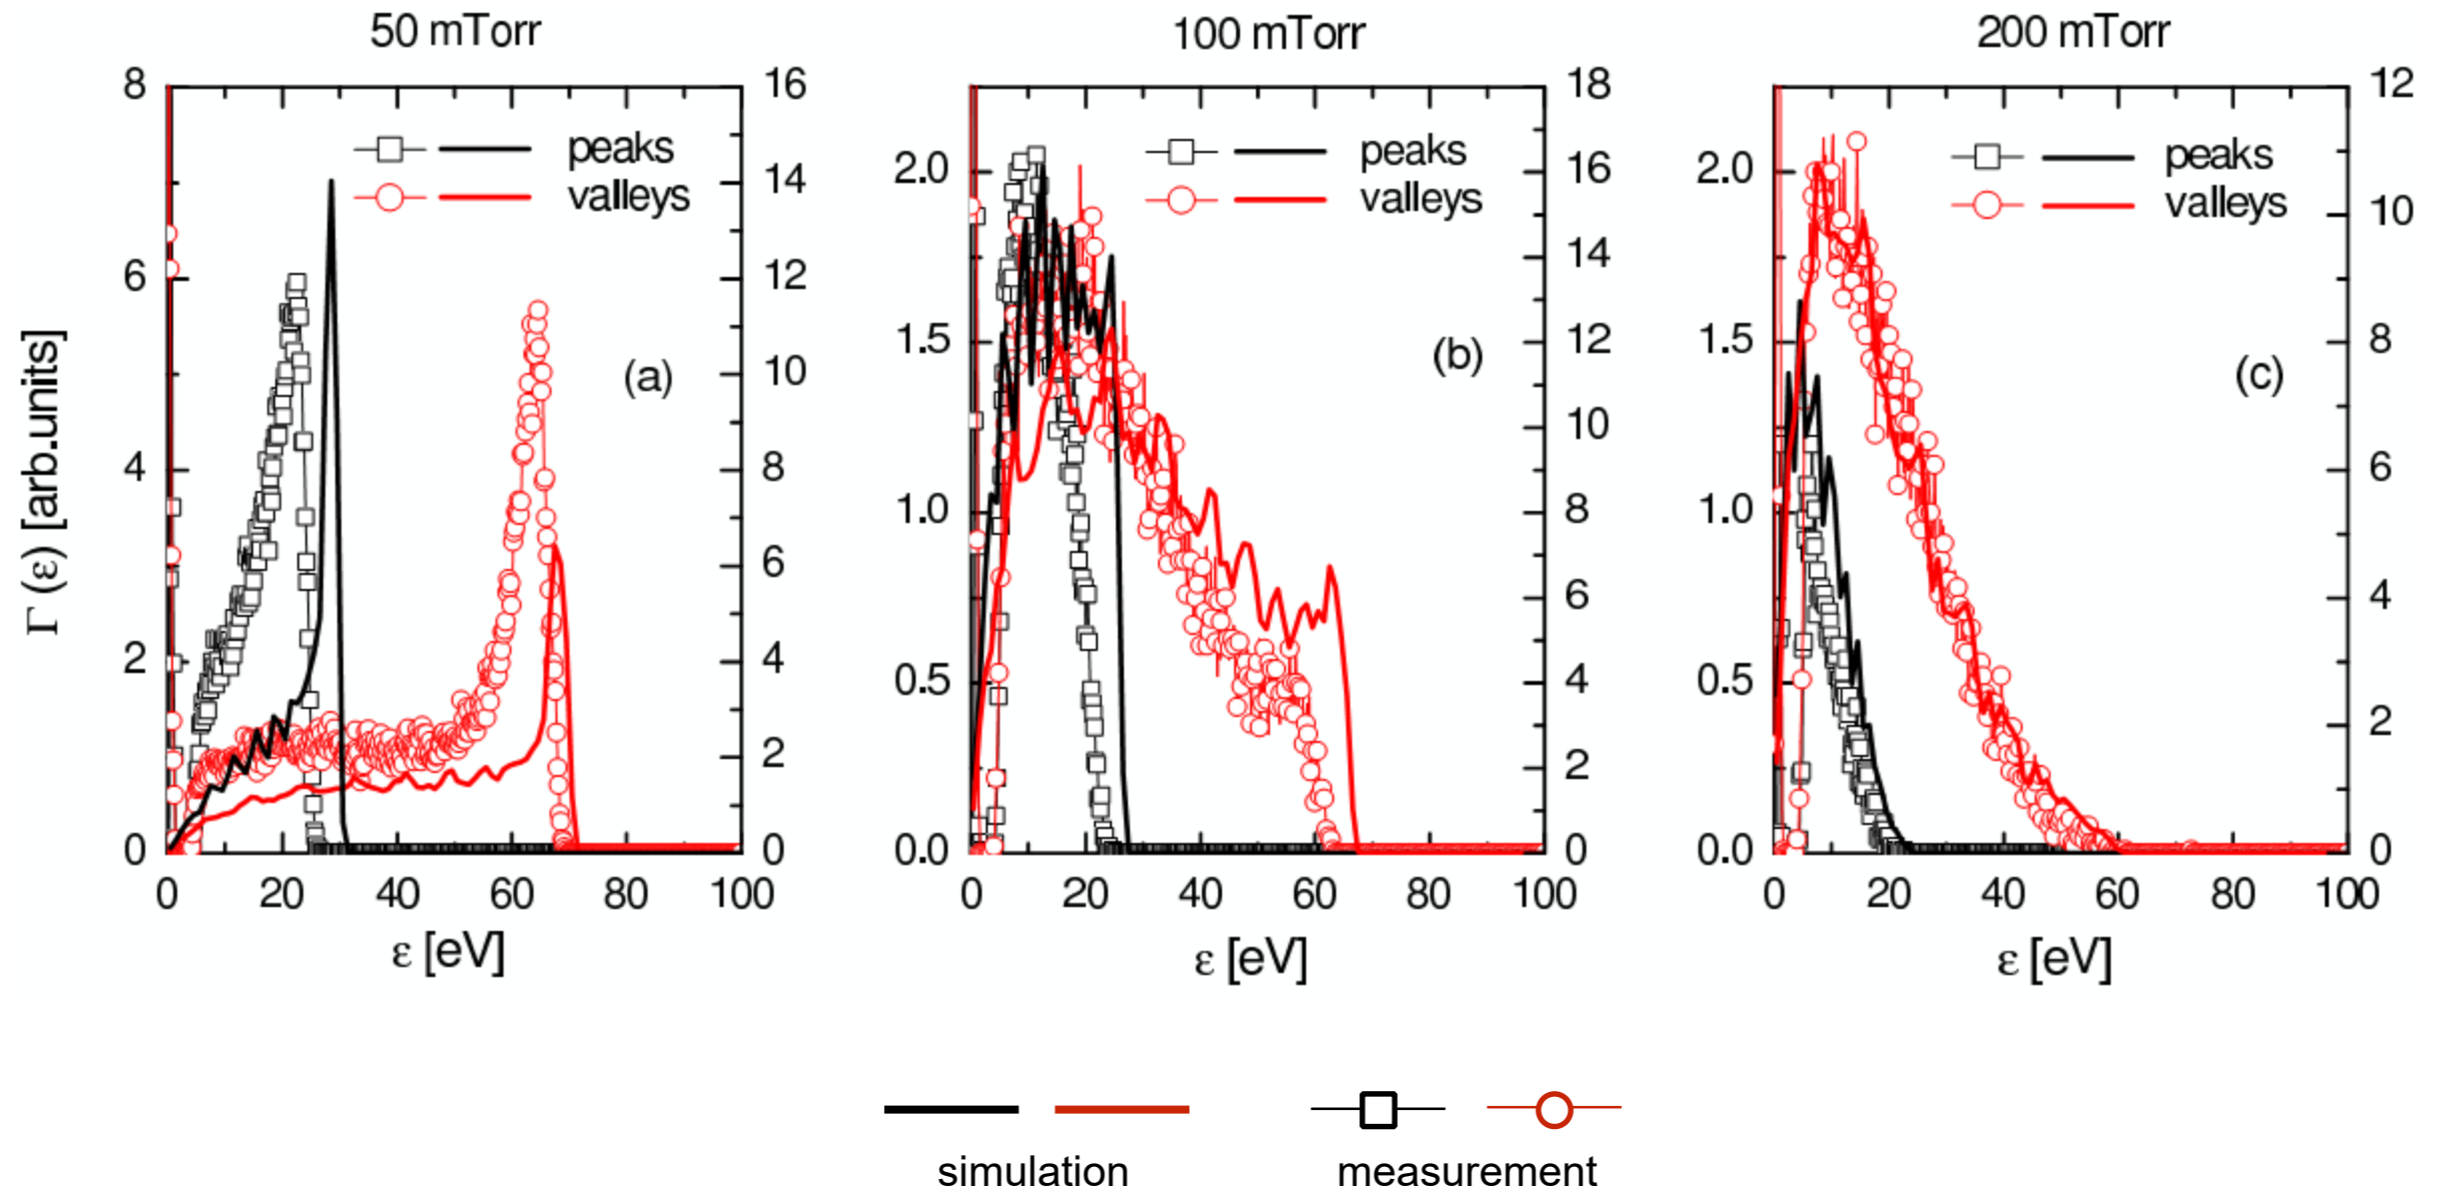 50 mTorr
100 mTorr
200 mTorr
Γ (ε) [arb.units]
8
6
4
2
0
16
14
12
10
8
6
4
2
0
peaks
valleys
(a)
0 20 40 60 80 100
ε [eV]
2.0
1.5
1.0
0.5
0.0
18
16
14
12
10
8
6
4
2
0
peaks
valleys
(b)
0 20 40 60 80 100
ε [eV]
2.0
1.5
1.0
0.5
0.0
12
10
8
6
4
2
0
peaks
valleys
(c)
0 20 40 60 80 100
ε [eV]
simulation
measurement